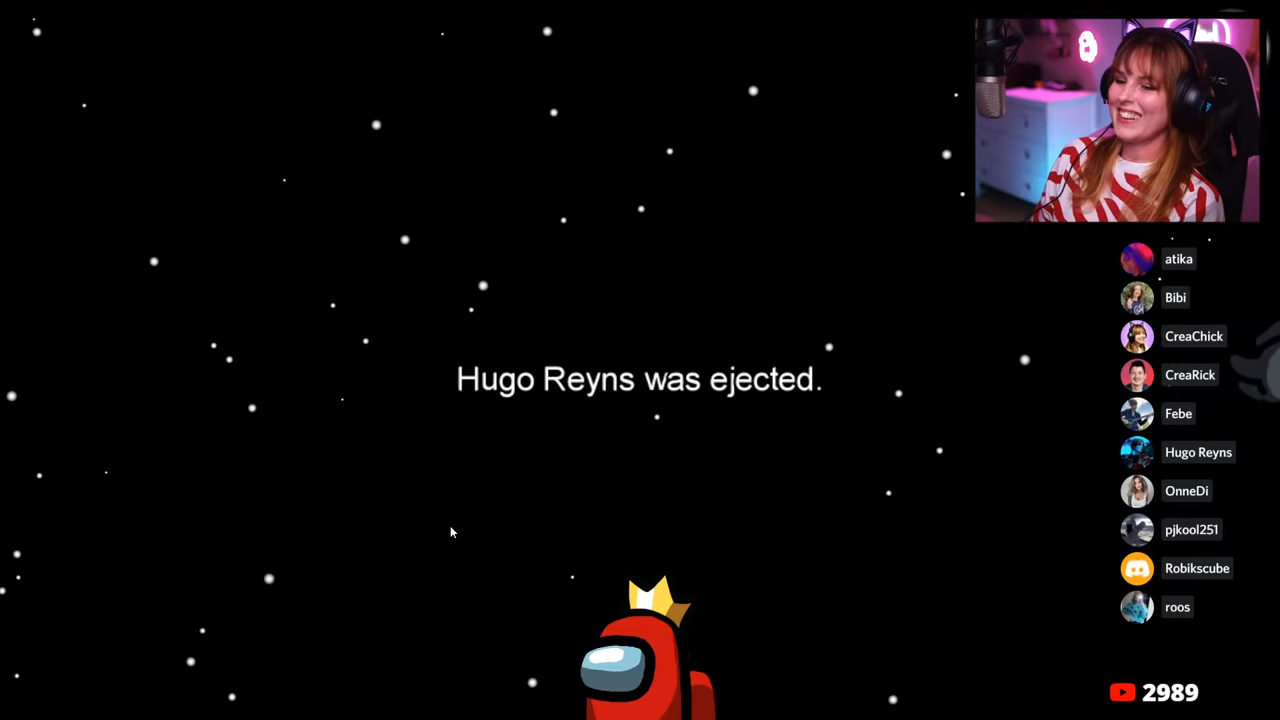 Hugo Reyns was ejected.
atika
Bibi
CreaChick
CreaRick
Febe
Hugo Reyns
OnneDi
pjkool251
Robikscube
roos
2989